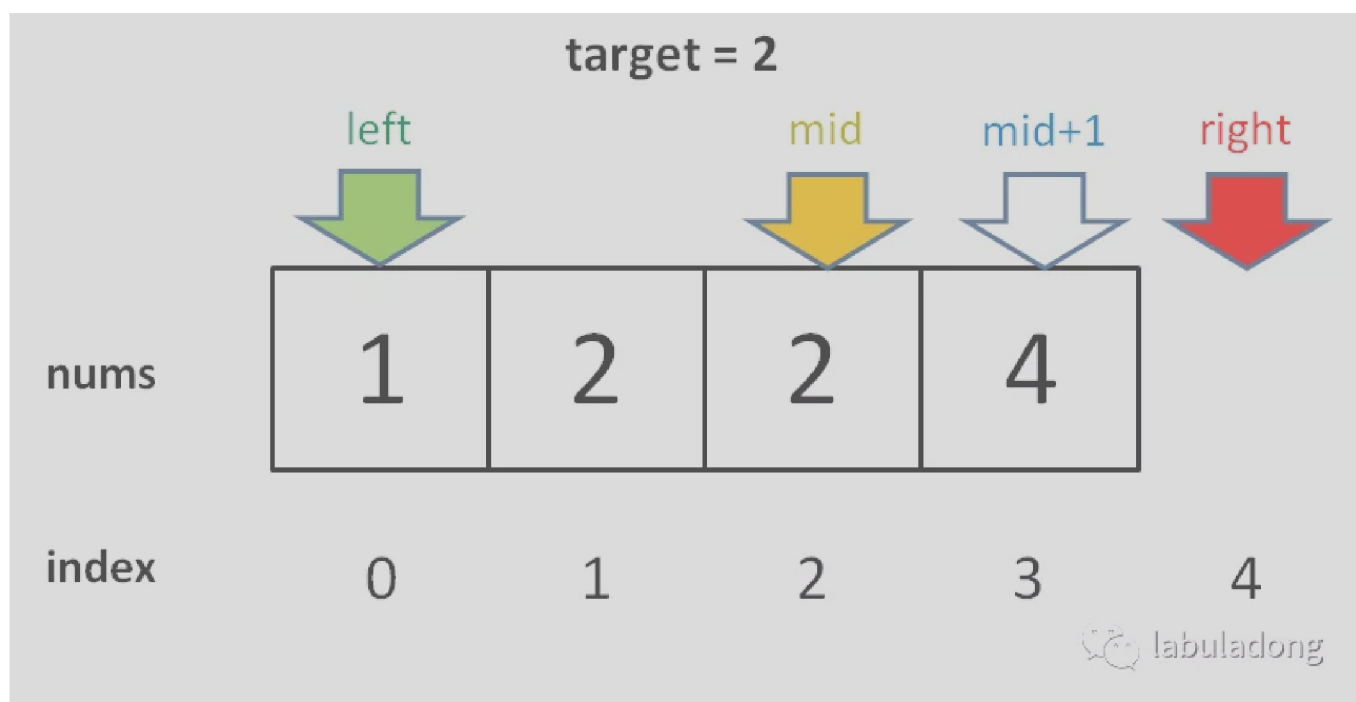 target = 2
left mid mid+1 right
nums 1 2 2 4
index 0 1 2 3 4
labuladong